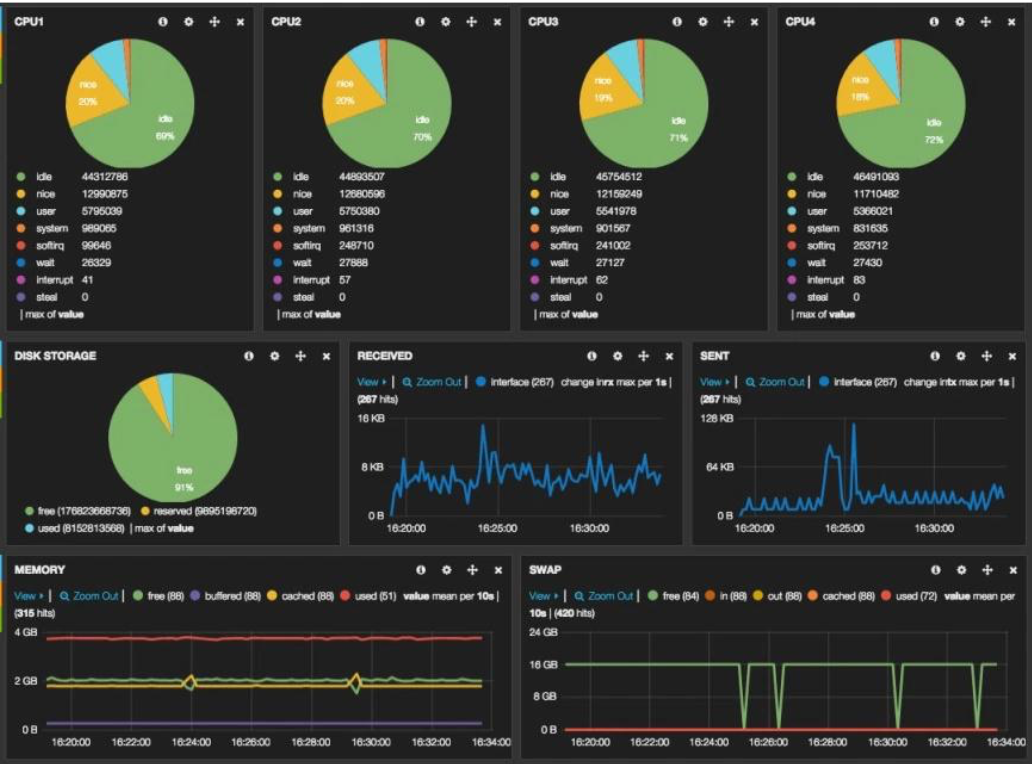 CPU1
nice
20%
idle
69%
idle 44312786
nice 12990875
user 5795039
system 989065
softirq 99646
wait 26329
interrupt 41
steal 0
| max of value
CPU2
nice
20%
idle
70%
idle 44893507
nice 12680596
user 5750380
system 961316
softirq 248710
wait 27888
interrupt 57
steal 0
| max of value
CPU3
nice
19%
idle
71%
idle 45754512
nice 12159249
user 5541978
system 901567
softirq 241002
wait 27127
interrupt 62
steal 0
| max of value
CPU4
nice
18%
idle
72%
idle 46491093
nice 11710482
user 5366021
system 831635
softirq 253712
wait 27430
interrupt 83
steal 0
| max of value
DISK STORAGE
free
91%
free (176823668736) reserved (9895198720)
used (8152813568) | max of value
RECEIVED
View | Zoom Out | interface (267) change in rx max per 1s |
(267 hits)
16 KB
8 KB
0 B
16:20:00 16:25:00 16:30:00
SENT
View | Zoom Out | interface (267) change in tx max per 1s |
(267 hits)
128 KB
64 KB
0 B
16:20:00 16:25:00 16:30:00
MEMORY
View | Zoom Out | free (88) buffered (88) cached (88) used (51) value mean per 10s |
(315 hits)
4 GB
2 GB
0 B
16:20:00 16:22:00 16:24:00 16:26:00 16:28:00 16:30:00 16:32:00 16:34:00
SWAP
View | Zoom Out | free (84) in (88) out (88) cached (88) used (72) value mean per
10s | (420 hits)
24 GB
16 GB
8 GB
0 B
16:20:00 16:22:00 16:24:00 16:26:00 16:28:00 16:30:00 16:32:00 16:34:00